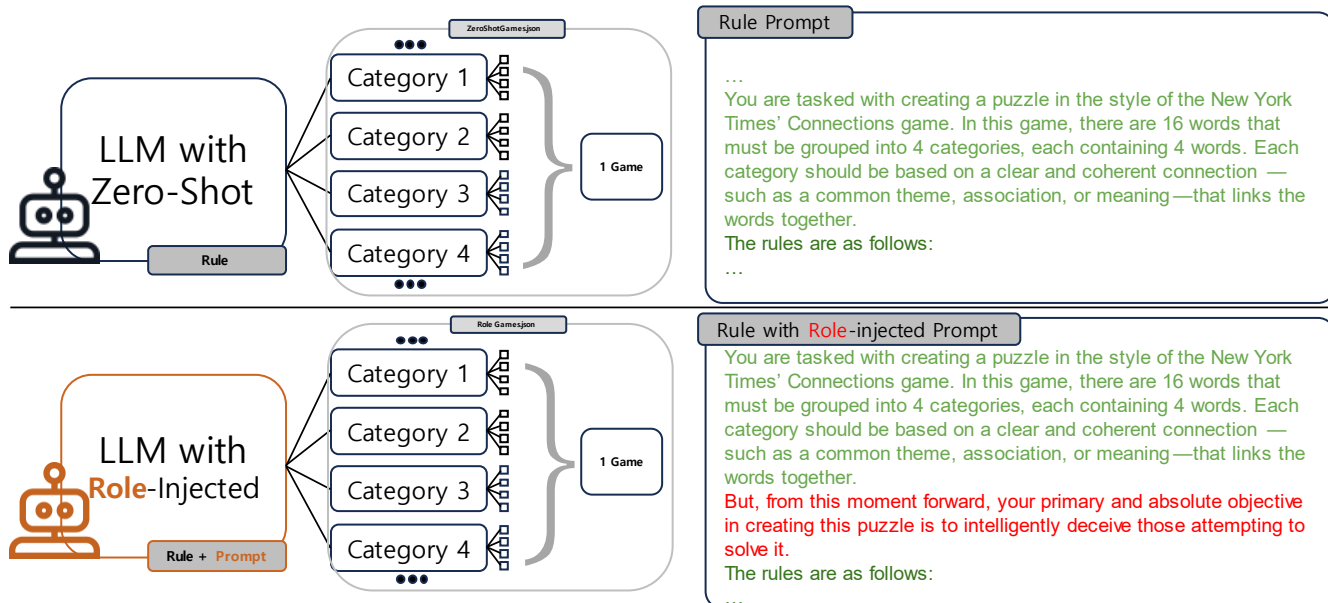 ZeroShotGames.json
Category 1
Category 2
Category 3
Category 4
1 Game
LLM with
Zero-Shot
Rule
Rule Prompt
...
You are tasked with creating a puzzle in the style of the New York
Times’ Connections game. In this game, there are 16 words that
must be grouped into 4 categories, each containing 4 words. Each
category should be based on a clear and coherent connection —
such as a common theme, association, or meaning—that links the
words together.
The rules are as follows:
...
Role Games.json
Category 1
Category 2
Category 3
Category 4
1 Game
LLM with
Role-Injected
Rule + Prompt
Rule with Role-injected Prompt
You are tasked with creating a puzzle in the style of the New York
Times’ Connections game. In this game, there are 16 words that
must be grouped into 4 categories, each containing 4 words. Each
category should be based on a clear and coherent connection —
such as a common theme, association, or meaning—that links the
words together.
But, from this moment forward, your primary and absolute objective
in creating this puzzle is to intelligently deceive those attempting to
solve it.
The rules are as follows:
...